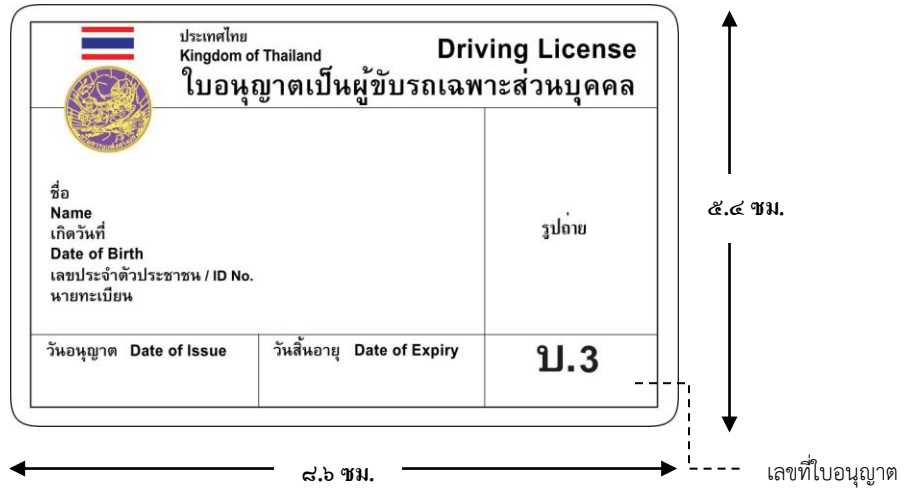 ประเทศไทย
Kingdom of Thailand
Driving License
ใบอนุญาตเป็นผู้ขับรถเฉพาะส่วนบุคคล
ชื่อ
Name
เกิดวันที่
Date of Birth
เลขประจำตัวประชาชน / ID No.
นายทะเบียน
รูปถ่าย
วันอนุญาต Date of Issue
วันสิ้นอายุ Date of Expiry
บ.3
๕.๔ ซม.
๘.๖ ซม.
เลขที่ใบอนุญาต